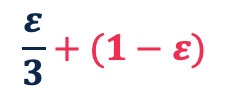 ε/3 + (1 − ε)